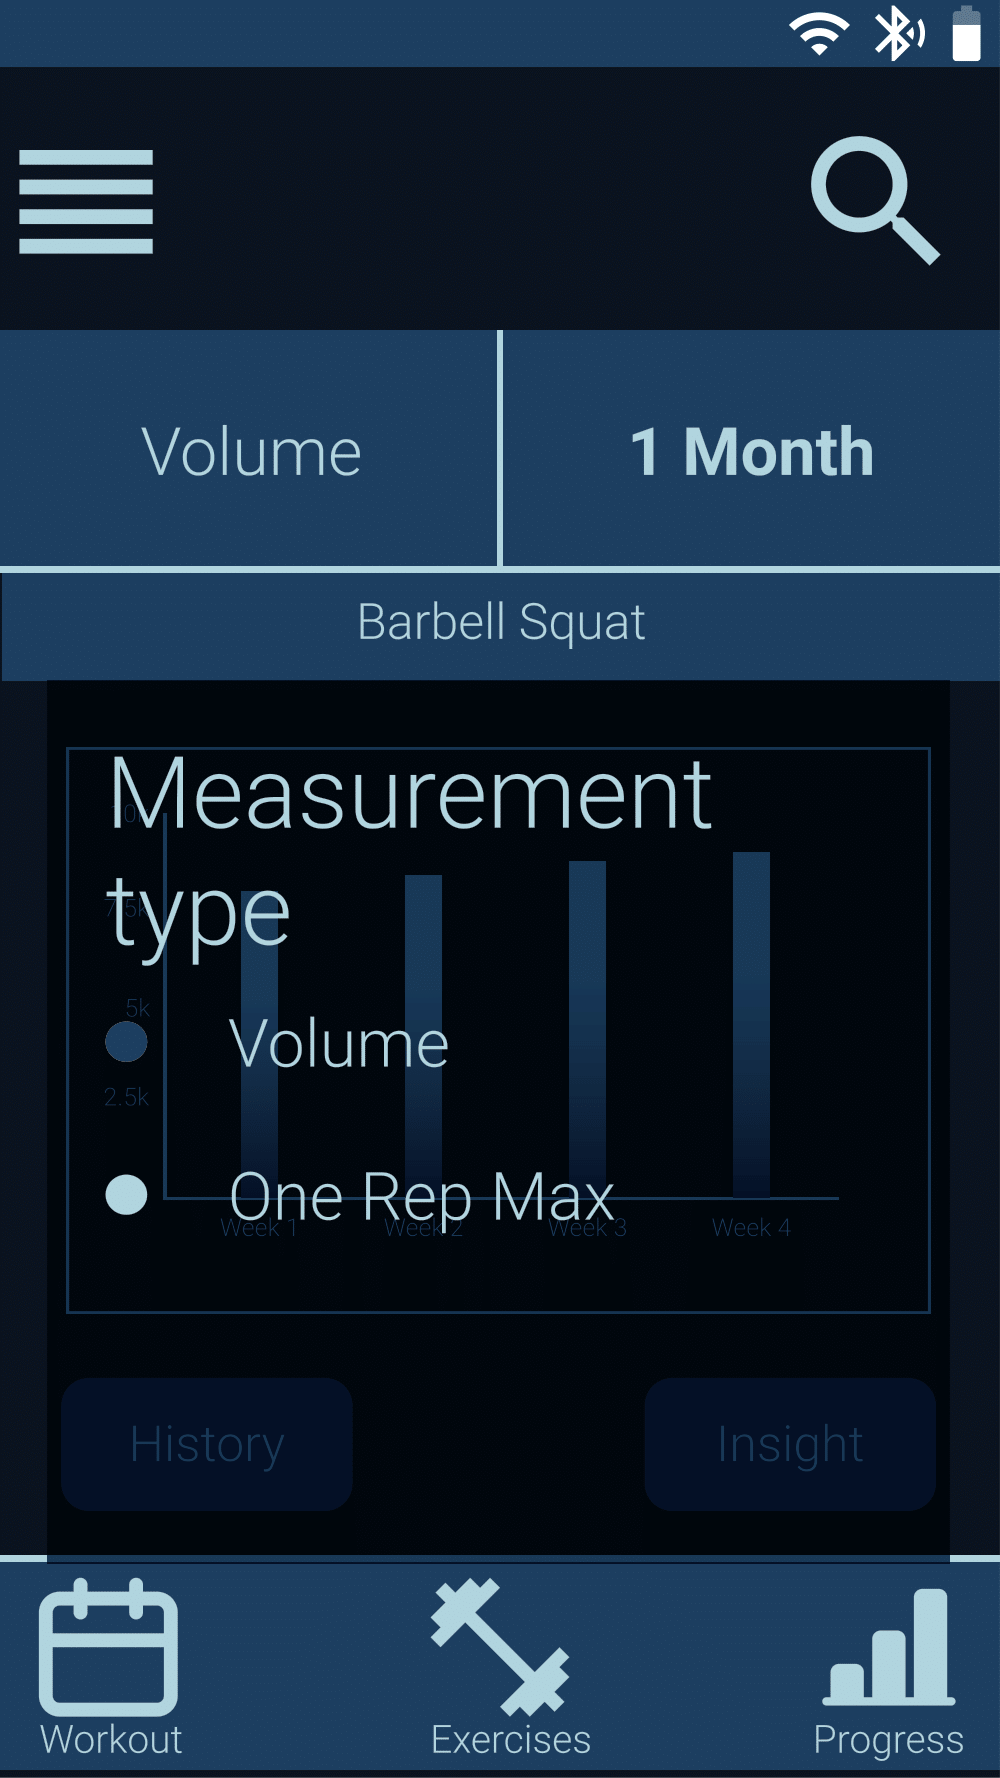 Volume
1 Month
Barbell Squat
Measurement
type
7.5k
5k
Volume
2.5k
One Rep Max
Week 1
Week 2
Week 3
Week 4
History
Insight
Workout
Exercises
Progress